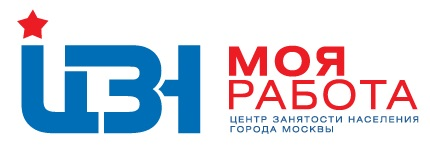 ЦЗН
МОЯ
РАБОТА
ЦЕНТР ЗАНЯТОСТИ НАСЕЛЕНИЯ
ГОРОДА МОСКВЫ